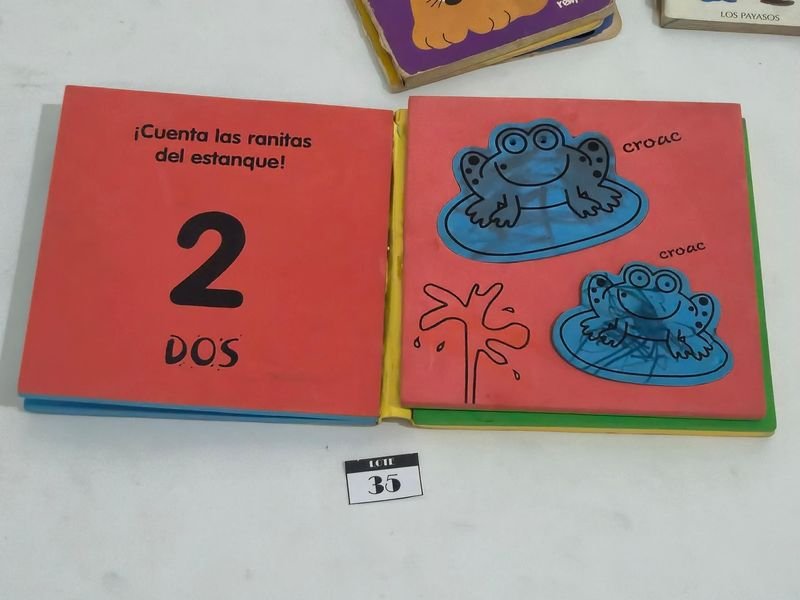 LOS PAYASOS
¡Cuenta las ranitas
del estanque!
2
DOS
croac
croac
LOTE
35